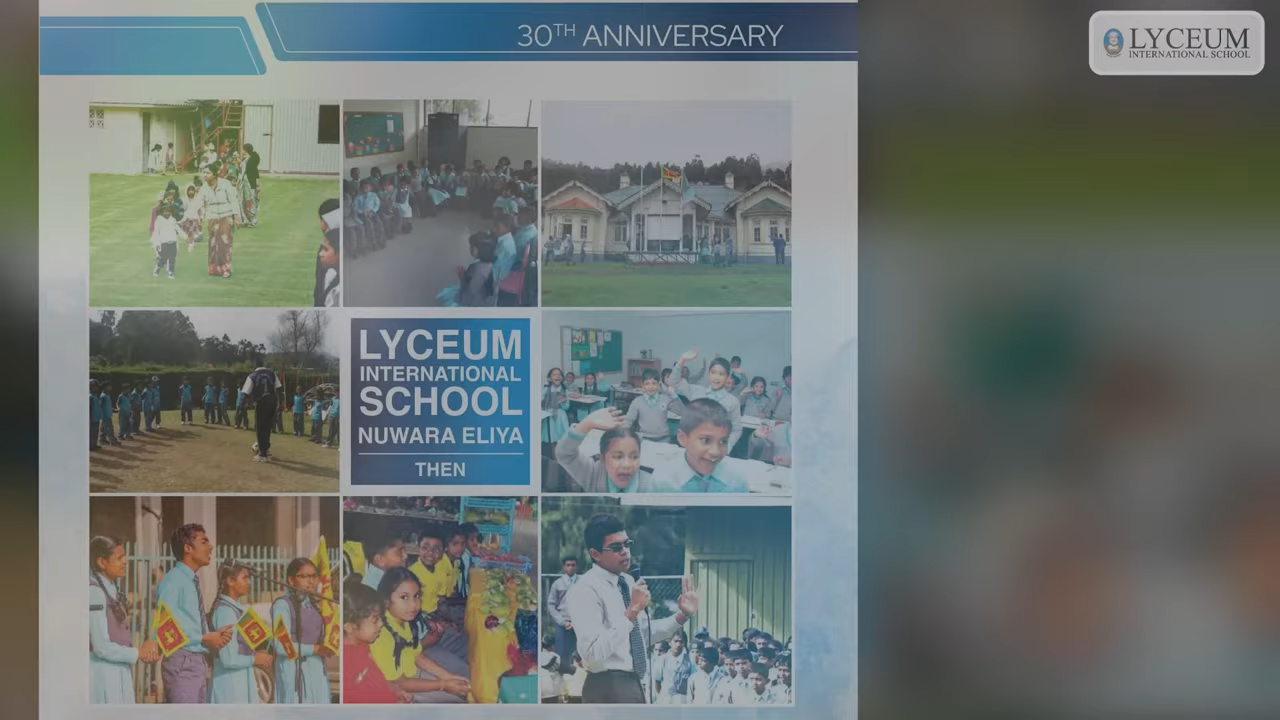 30TH ANNIVERSARY
LYCEUM
INTERNATIONAL SCHOOL
LYCEUM
INTERNATIONAL
SCHOOL
NUWARA ELIYA
THEN